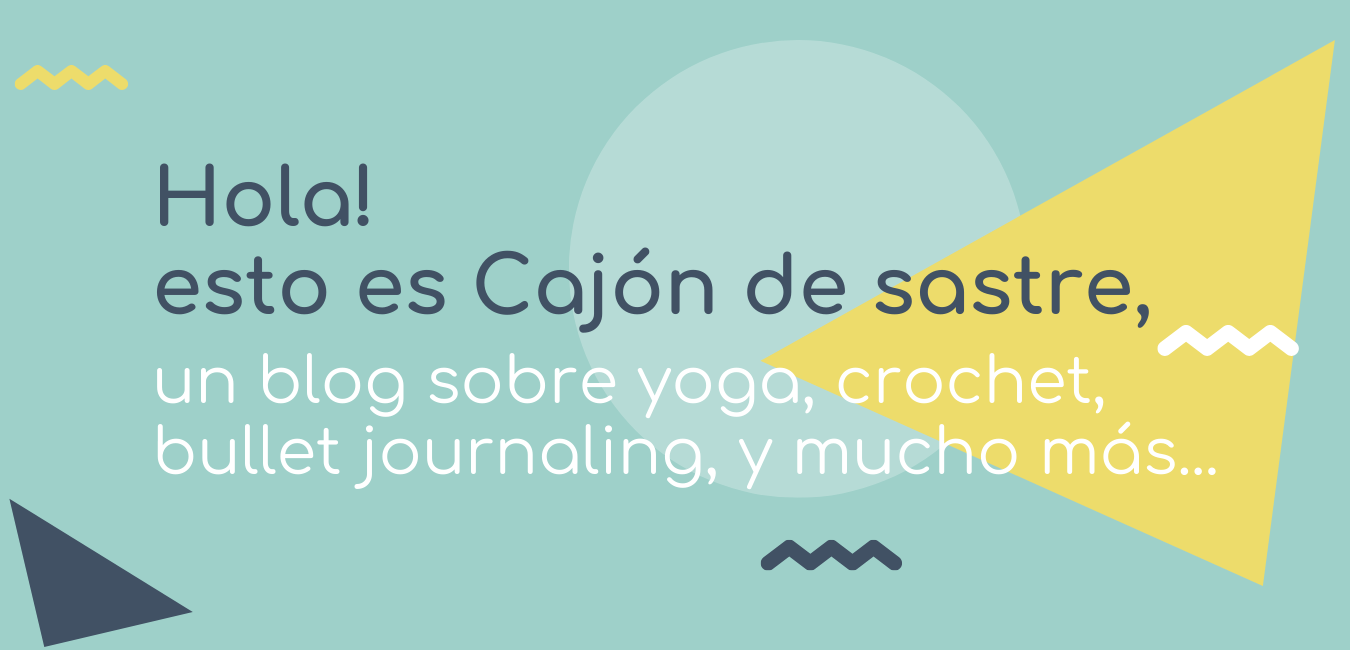 Hola!
esto es Cajón de sastre,
un blog sobre yoga, crochet,
bullet journaling, y mucho más...